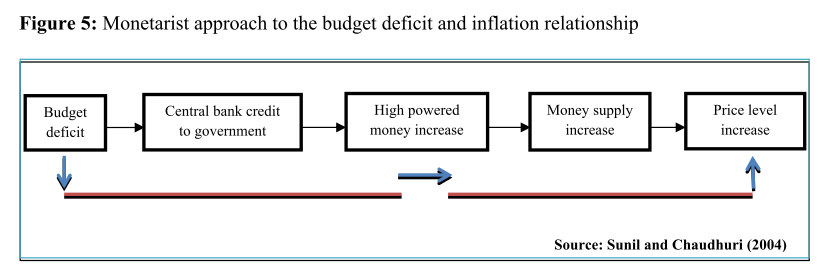 Figure 5: Monetarist approach to the budget deficit and inflation relationship
Budget
deficit
Central bank credit
to government
High powered
money increase
Money supply
increase
Price level
increase
Source: Sunil and Chaudhuri (2004)